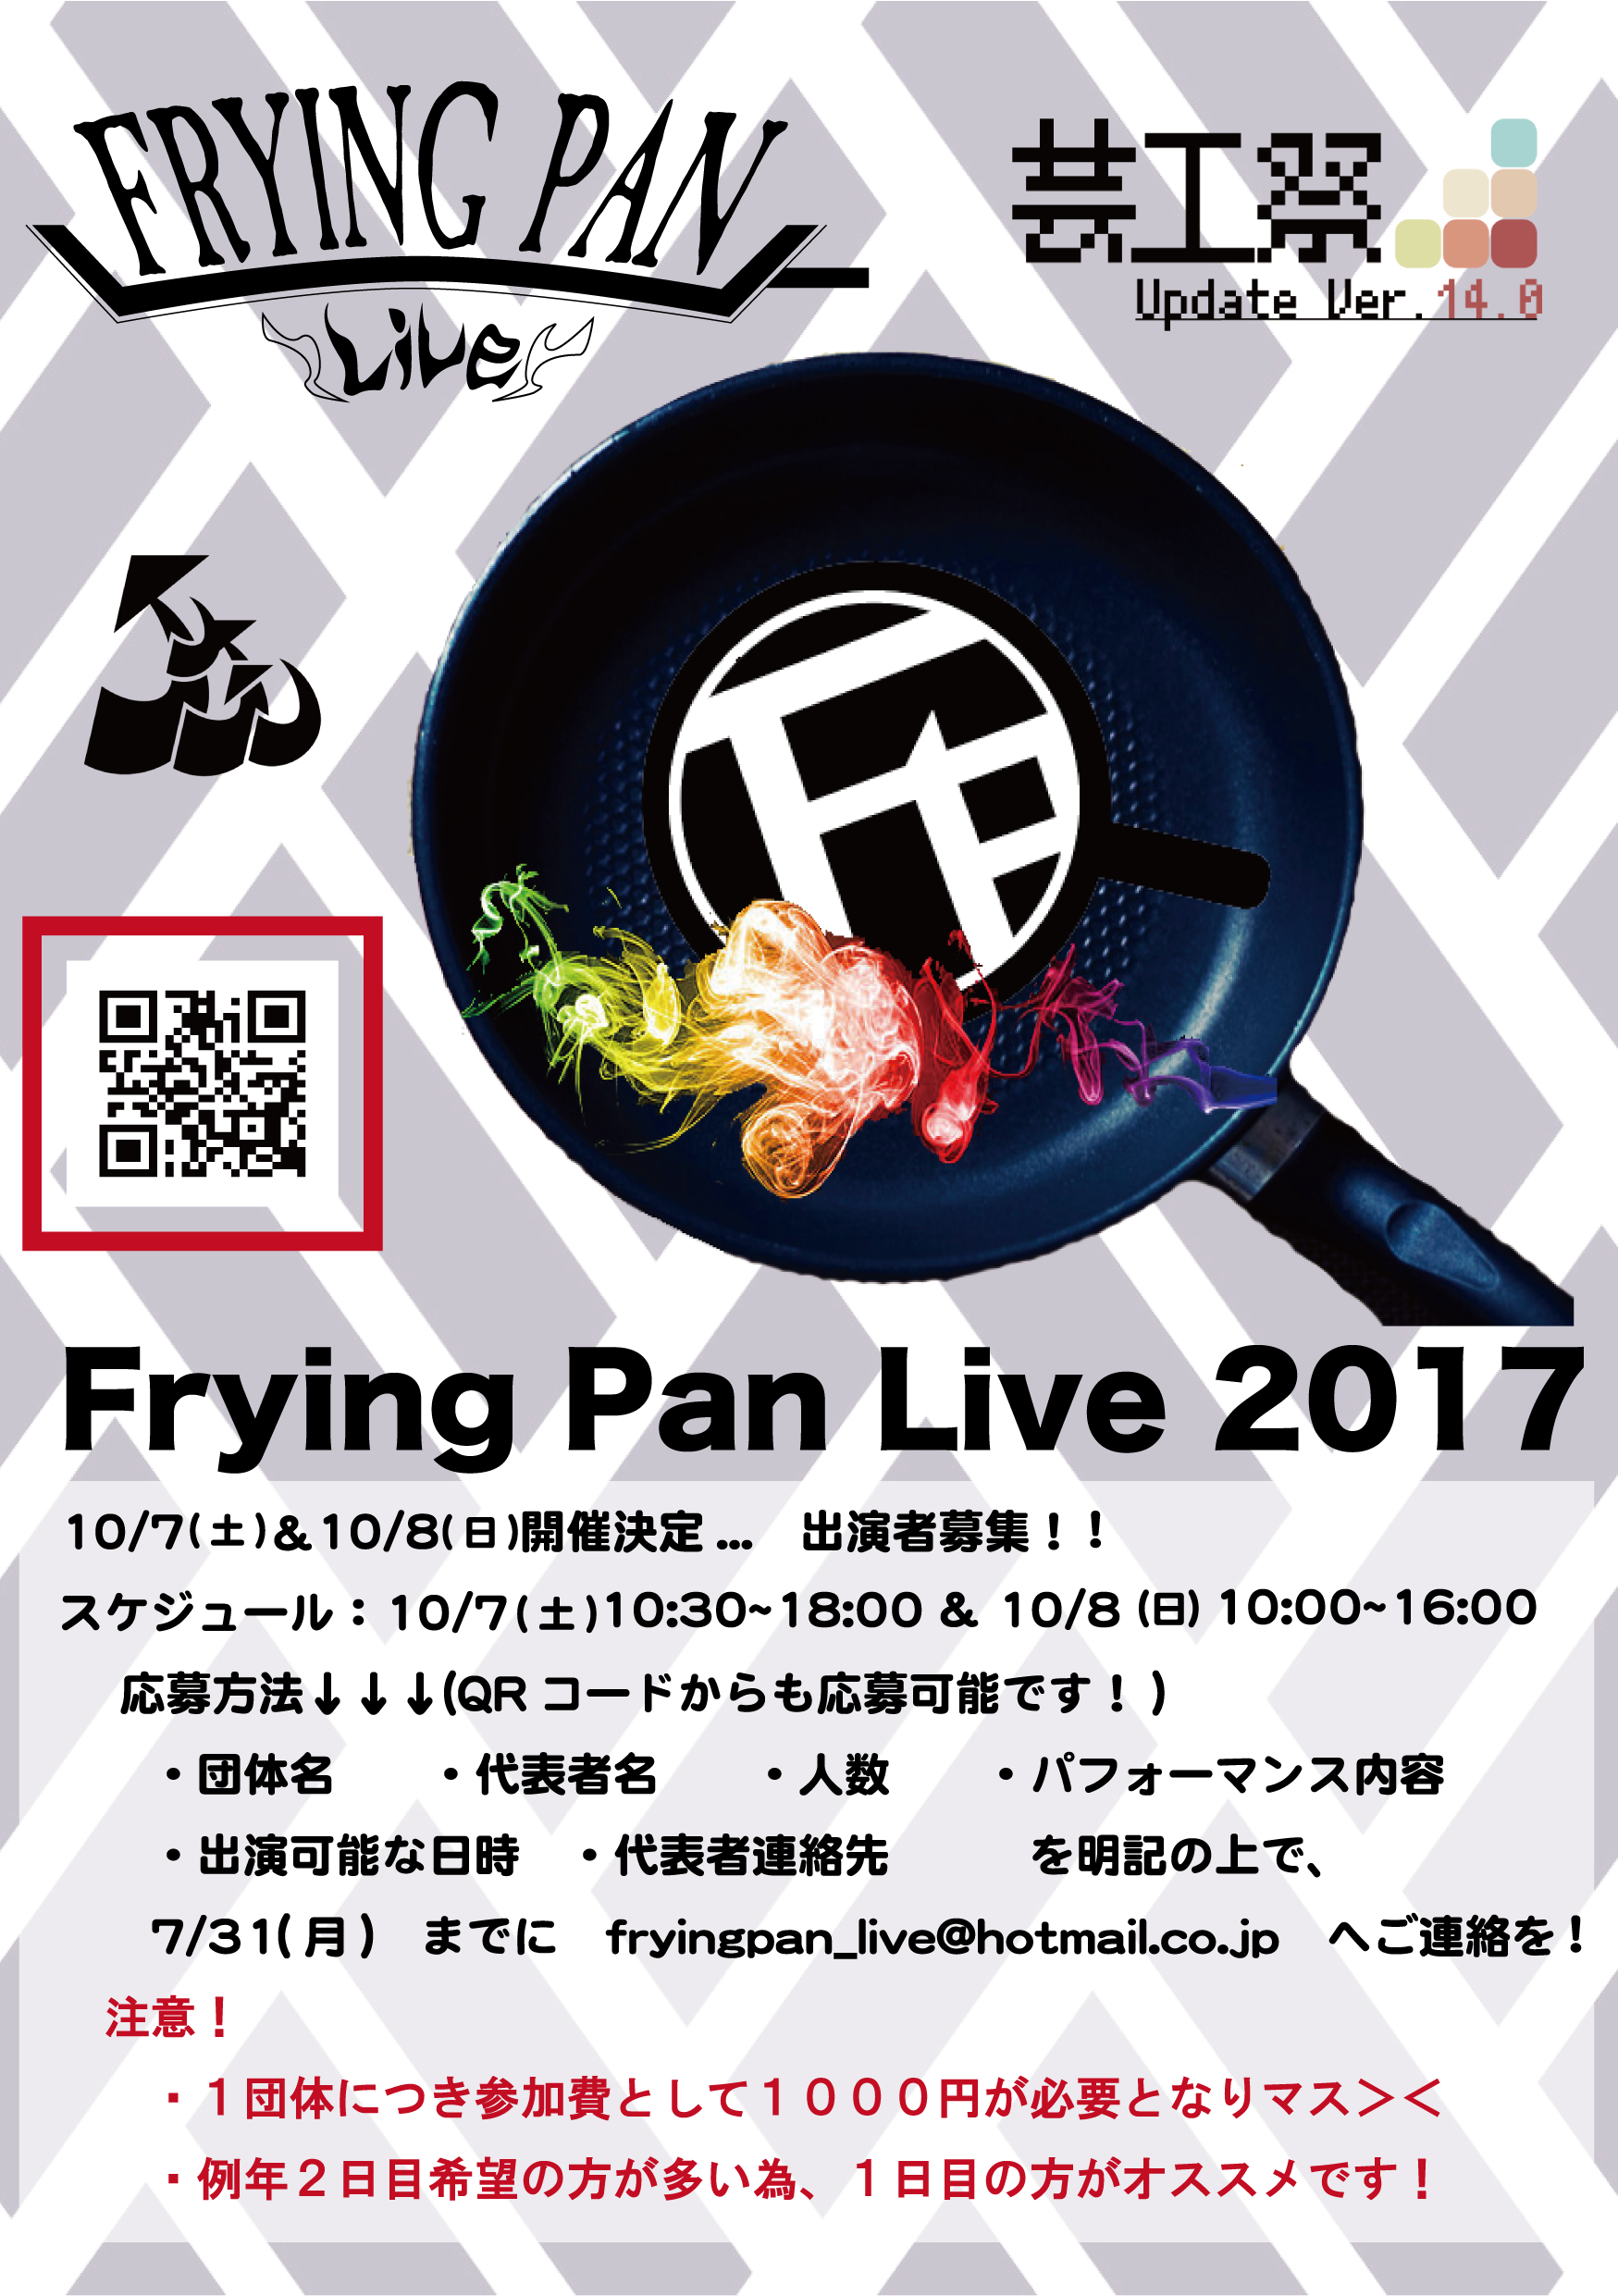 FRYING PAN
Live
芸工祭
Update Ver.14.0
Frying Pan Live 2017
10/7(土)&10/8(日)開催決定... 出演者募集！！
スケジュール：10/7(土)10:30~18:00 & 10/8(日)10:00~16:00
応募方法↓↓↓(QRコードからも応募可能です！)
・団体名 ・代表者名 ・人数 ・パフォーマンス内容
・出演可能な日時 ・代表者連絡先 を明記の上で、
7/31(月) までに fryingpan_live@hotmail.co.jp へご連絡を！
注意！
・１団体につき参加費として１０００円が必要となりマス＞＜
・例年２日目希望の方が多い為、１日目の方がオススメです！